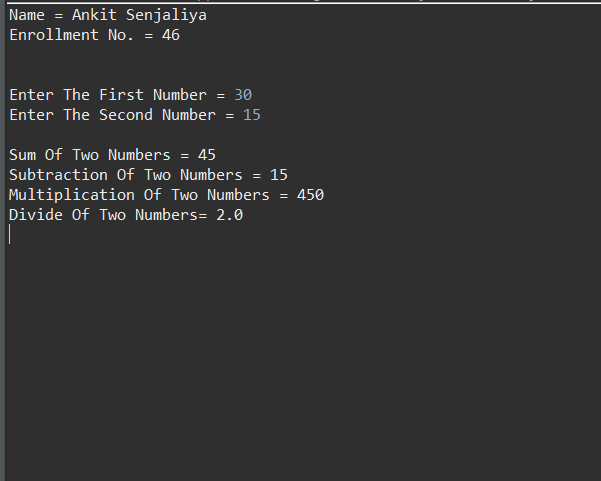 Name = Ankit Senjaliya
Enrollment No. = 46
Enter The First Number = 30
Enter The Second Number = 15
Sum Of Two Numbers = 45
Subtraction Of Two Numbers = 15
Multiplication Of Two Numbers = 450
Divide Of Two Numbers= 2.0